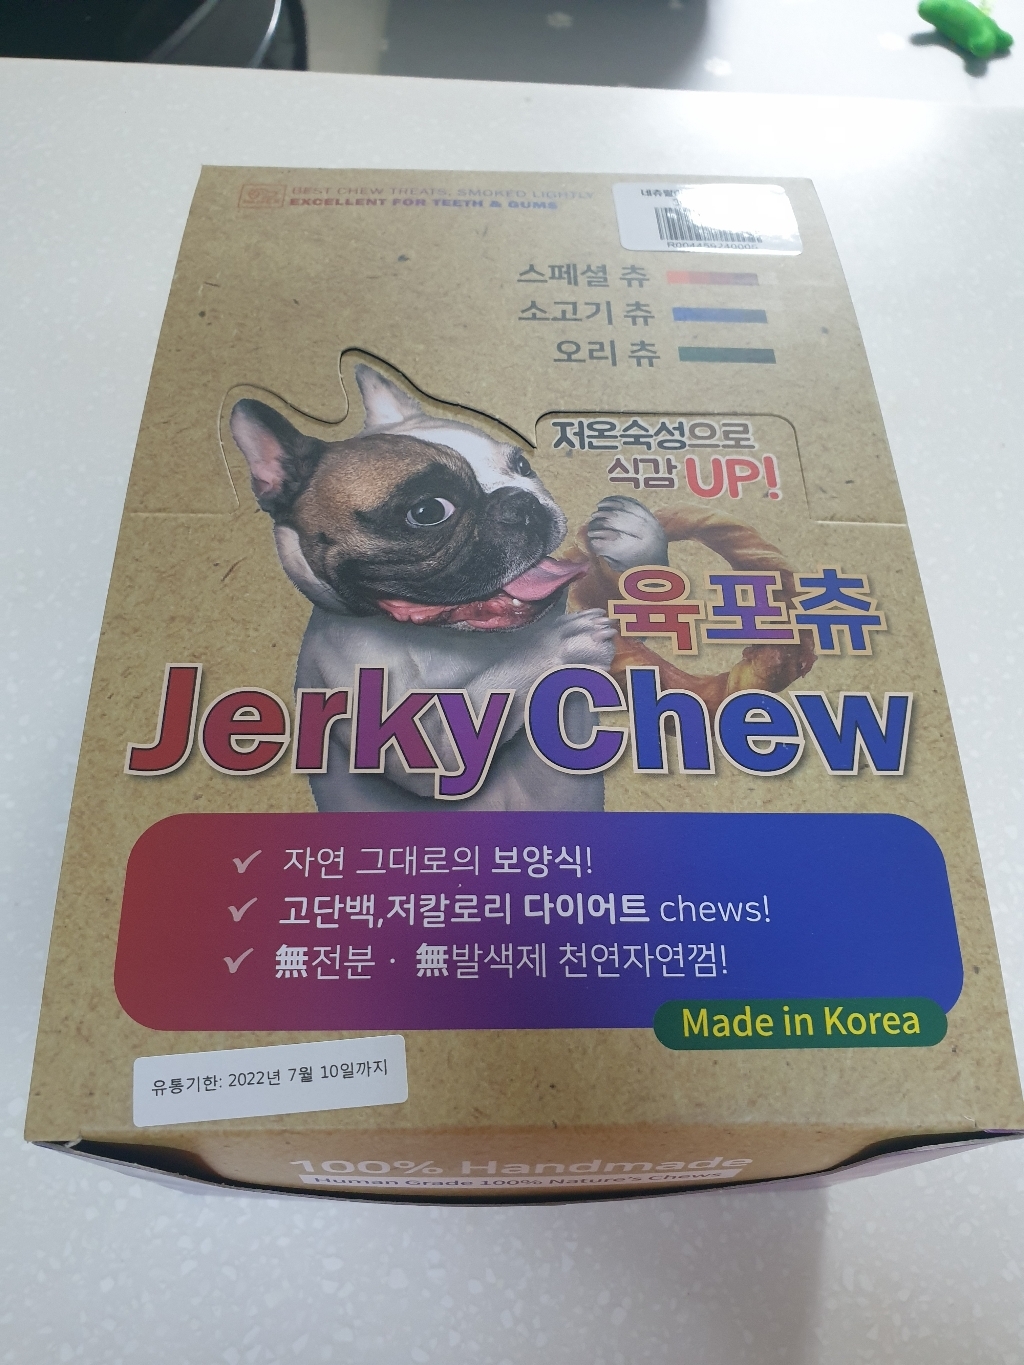 BEST CHEW TREATS, SMOKED LIGHTLY
EXCELLENT FOR TEETH & GUMS
스페셜 츄
소고기 츄
오리 츄
저온숙성으로
식감 UP!
육포츄
Jerky Chew
✓ 자연 그대로의 보양식!
✓ 고단백,저칼로리 다이어트 chews!
✓ 無전분 · 無발색제 천연자연껌!
Made in Korea
유통기한: 2022년 7월 10일까지
100% Handmade
Human Grade 100% Nature's Chews